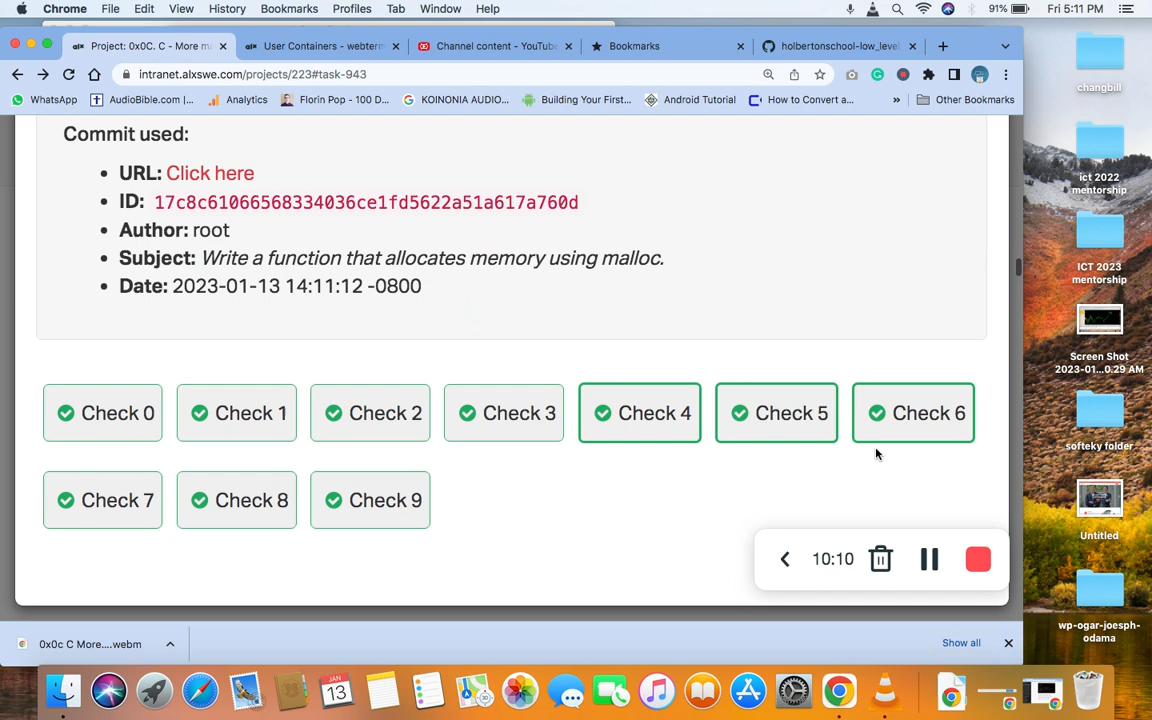 Chrome File Edit View History Bookmarks Profiles Tab Window Help 91% Fri 5:11 PM
Project: 0x0C. C - More ma
User Containers - webterm
Channel content - YouTube
Bookmarks
holbertonschool-low_level
intranet.alxswe.com/projects/223#task-943
WhatsApp AudioBible.com |... Analytics Florin Pop - 100 D... KOINONIA AUDIO... Building Your First... Android Tutorial How to Convert a... » Other Bookmarks
Commit used:
• URL: Click here
• ID: 17c8c61066568334036ce1fd5622a51a617a760d
• Author: root
• Subject: Write a function that allocates memory using malloc.
• Date: 2023-01-13 14:11:12 -0800
Check 0 Check 1 Check 2 Check 3 Check 4 Check 5 Check 6
Check 7 Check 8 Check 9
10:10
0x0c C More....webm
Show all
changbill
ict 2022
mentorship
ICT 2023
mentorship
Screen Shot
2023-01...0.29 AM
softeky folder
Untitled
wp-ogar-joesph-
odama
JAN
13